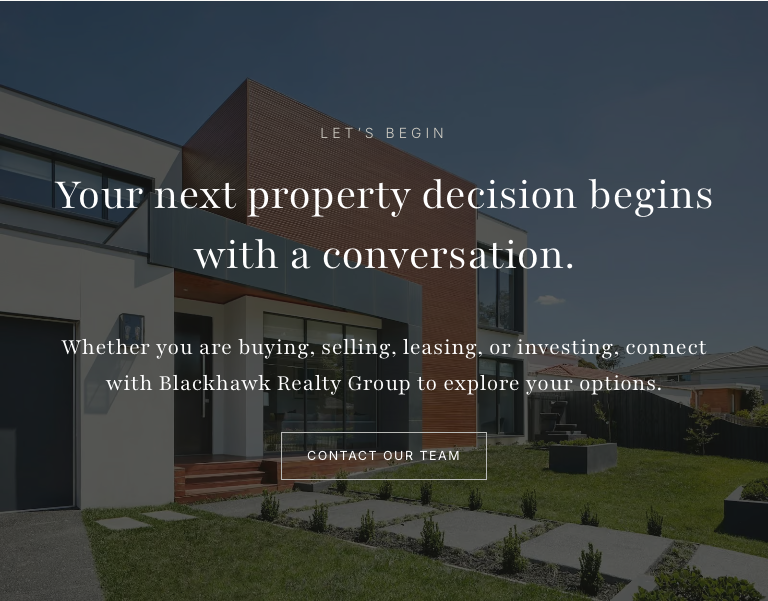 LET'S BEGIN
Your next property decision begins
with a conversation.
Whether you are buying, selling, leasing, or investing, connect
with Blackhawk Realty Group to explore your options.
CONTACT OUR TEAM